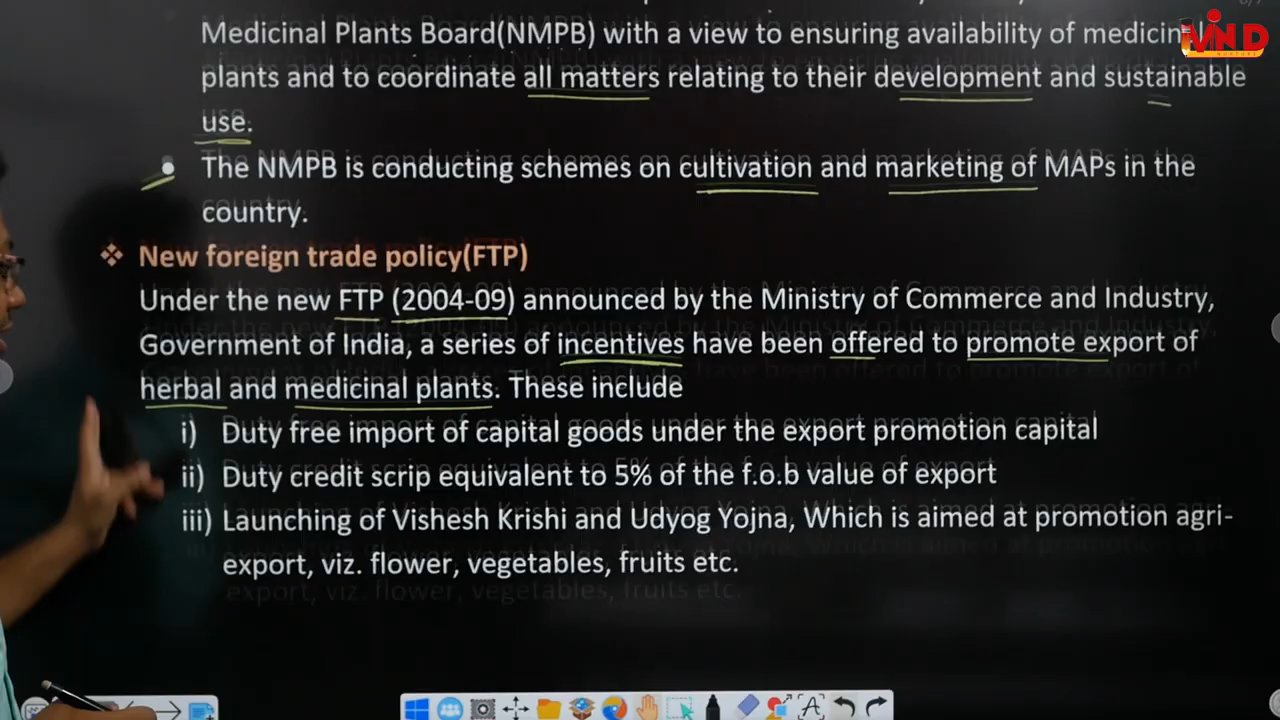 Medicinal Plants Board(NMPB) with a view to ensuring availability of medicinal
plants and to coordinate all matters relating to their development and sustainable
use.
The NMPB is conducting schemes on cultivation and marketing of MAPs in the
country.
New foreign trade policy(FTP)
Under the new FTP (2004-09) announced by the Ministry of Commerce and Industry,
Government of India, a series of incentives have been offered to promote export of
herbal and medicinal plants. These include
i) Duty free import of capital goods under the export promotion capital
ii) Duty credit scrip equivalent to 5% of the f.o.b value of export
iii) Launching of Vishesh Krishi and Udyog Yojna, Which is aimed at promotion agri-
export, viz. flower, vegetables, fruits etc.